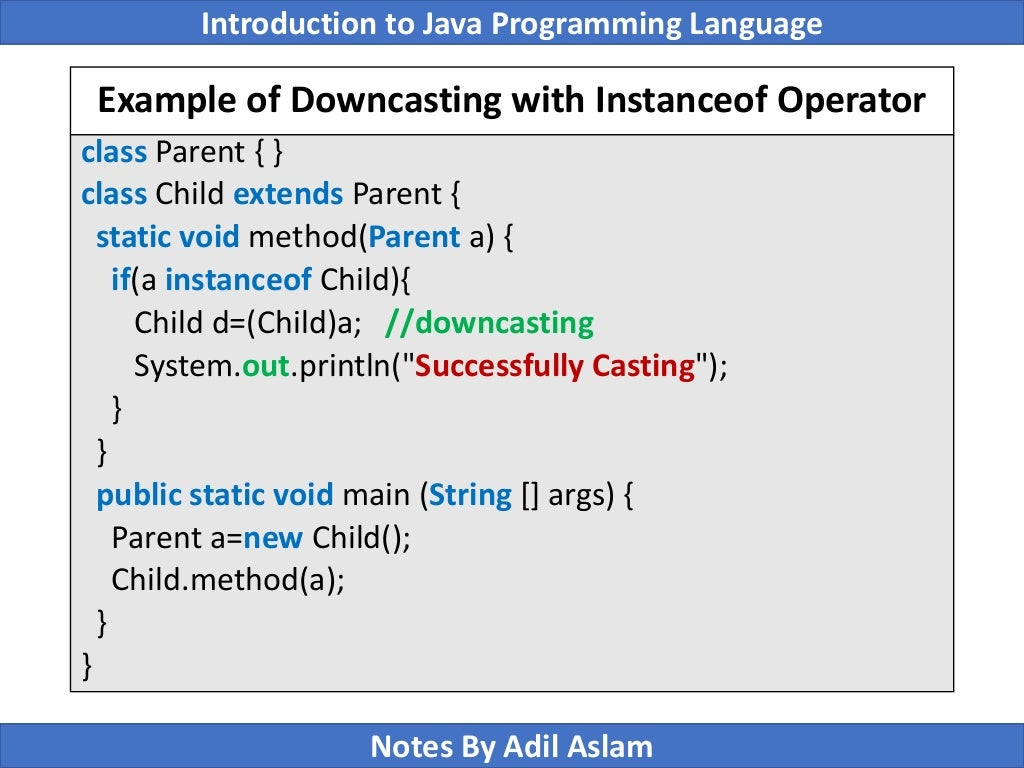 Introduction to Java Programming Language
Example of Downcasting with Instanceof Operator
class Parent { }
class Child extends Parent {
static void method(Parent a) {
if(a instanceof Child){
Child d=(Child)a; //downcasting
System.out.println("Successfully Casting");
}
}
public static void main (String [] args) {
Parent a=new Child();
Child.method(a);
}
}
Notes By Adil Aslam